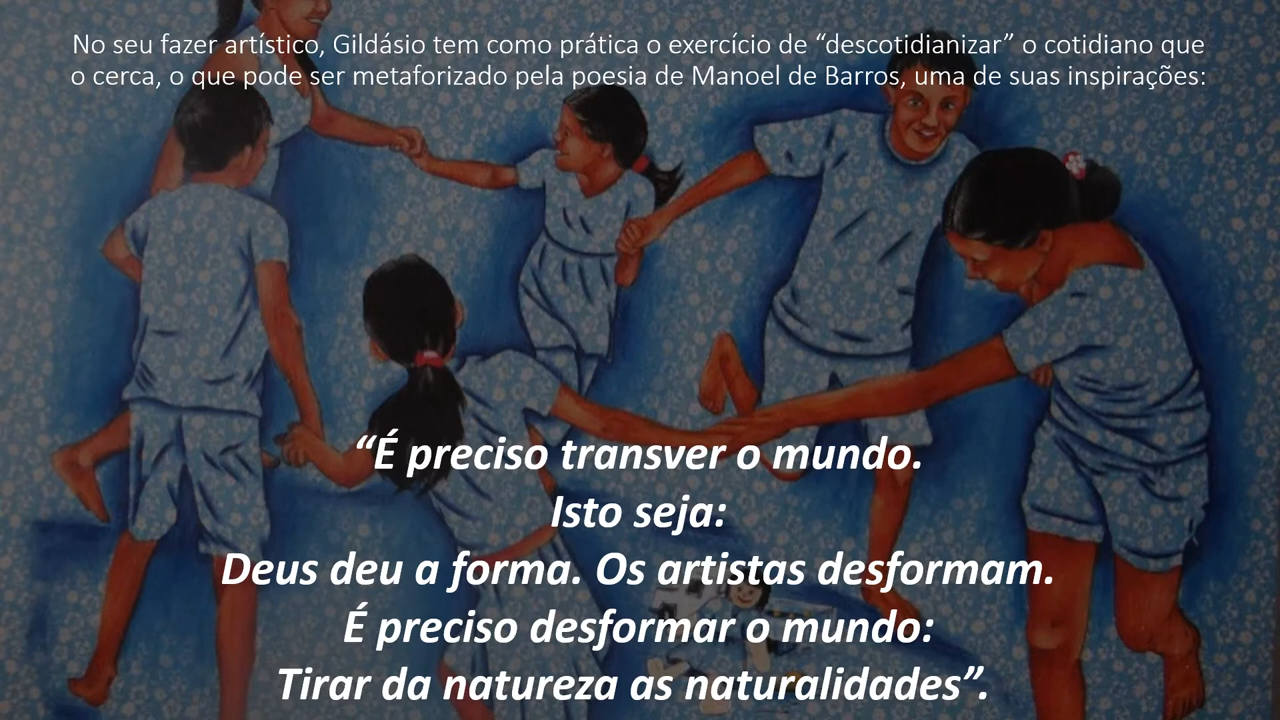 No seu fazer artístico, Gildásio tem como prática o exercício de “descotidianizar” o cotidiano que
o cerca, o que pode ser metaforizado pela poesia de Manoel de Barros, uma de suas inspirações:
“É preciso transver o mundo.
Isto seja:
Deus deu a forma. Os artistas desformam.
É preciso desformar o mundo:
Tirar da natureza as naturalidades”.